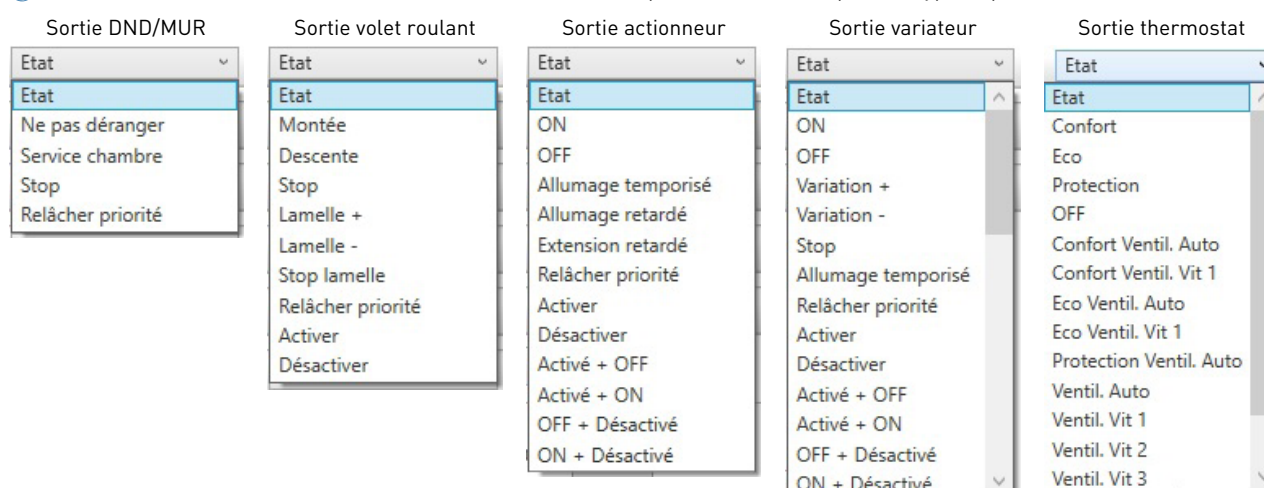 Sortie DND/MUR
Etat
Etat
Ne pas déranger
Service chambre
Stop
Relâcher priorité
Sortie volet roulant
Etat
Etat
Montée
Descente
Stop
Lamelle +
Lamelle -
Stop lamelle
Relâcher priorité
Activer
Désactiver
Sortie actionneur
Etat
Etat
ON
OFF
Allumage temporisé
Allumage retardé
Extension retardé
Relâcher priorité
Activer
Désactiver
Activé + OFF
Activé + ON
OFF + Désactivé
ON + Désactivé
Sortie variateur
Etat
Etat
ON
OFF
Variation +
Variation -
Stop
Allumage temporisé
Relâcher priorité
Activer
Désactiver
Activé + OFF
Activé + ON
OFF + Désactivé
ON + Désactivé
Sortie thermostat
Etat
Etat
Confort
Eco
Protection
OFF
Confort Ventil. Auto
Confort Ventil. Vit 1
Eco Ventil. Auto
Eco Ventil. Vit 1
Protection Ventil. Auto
Ventil. Auto
Ventil. Vit 1
Ventil. Vit 2
Ventil. Vit 3